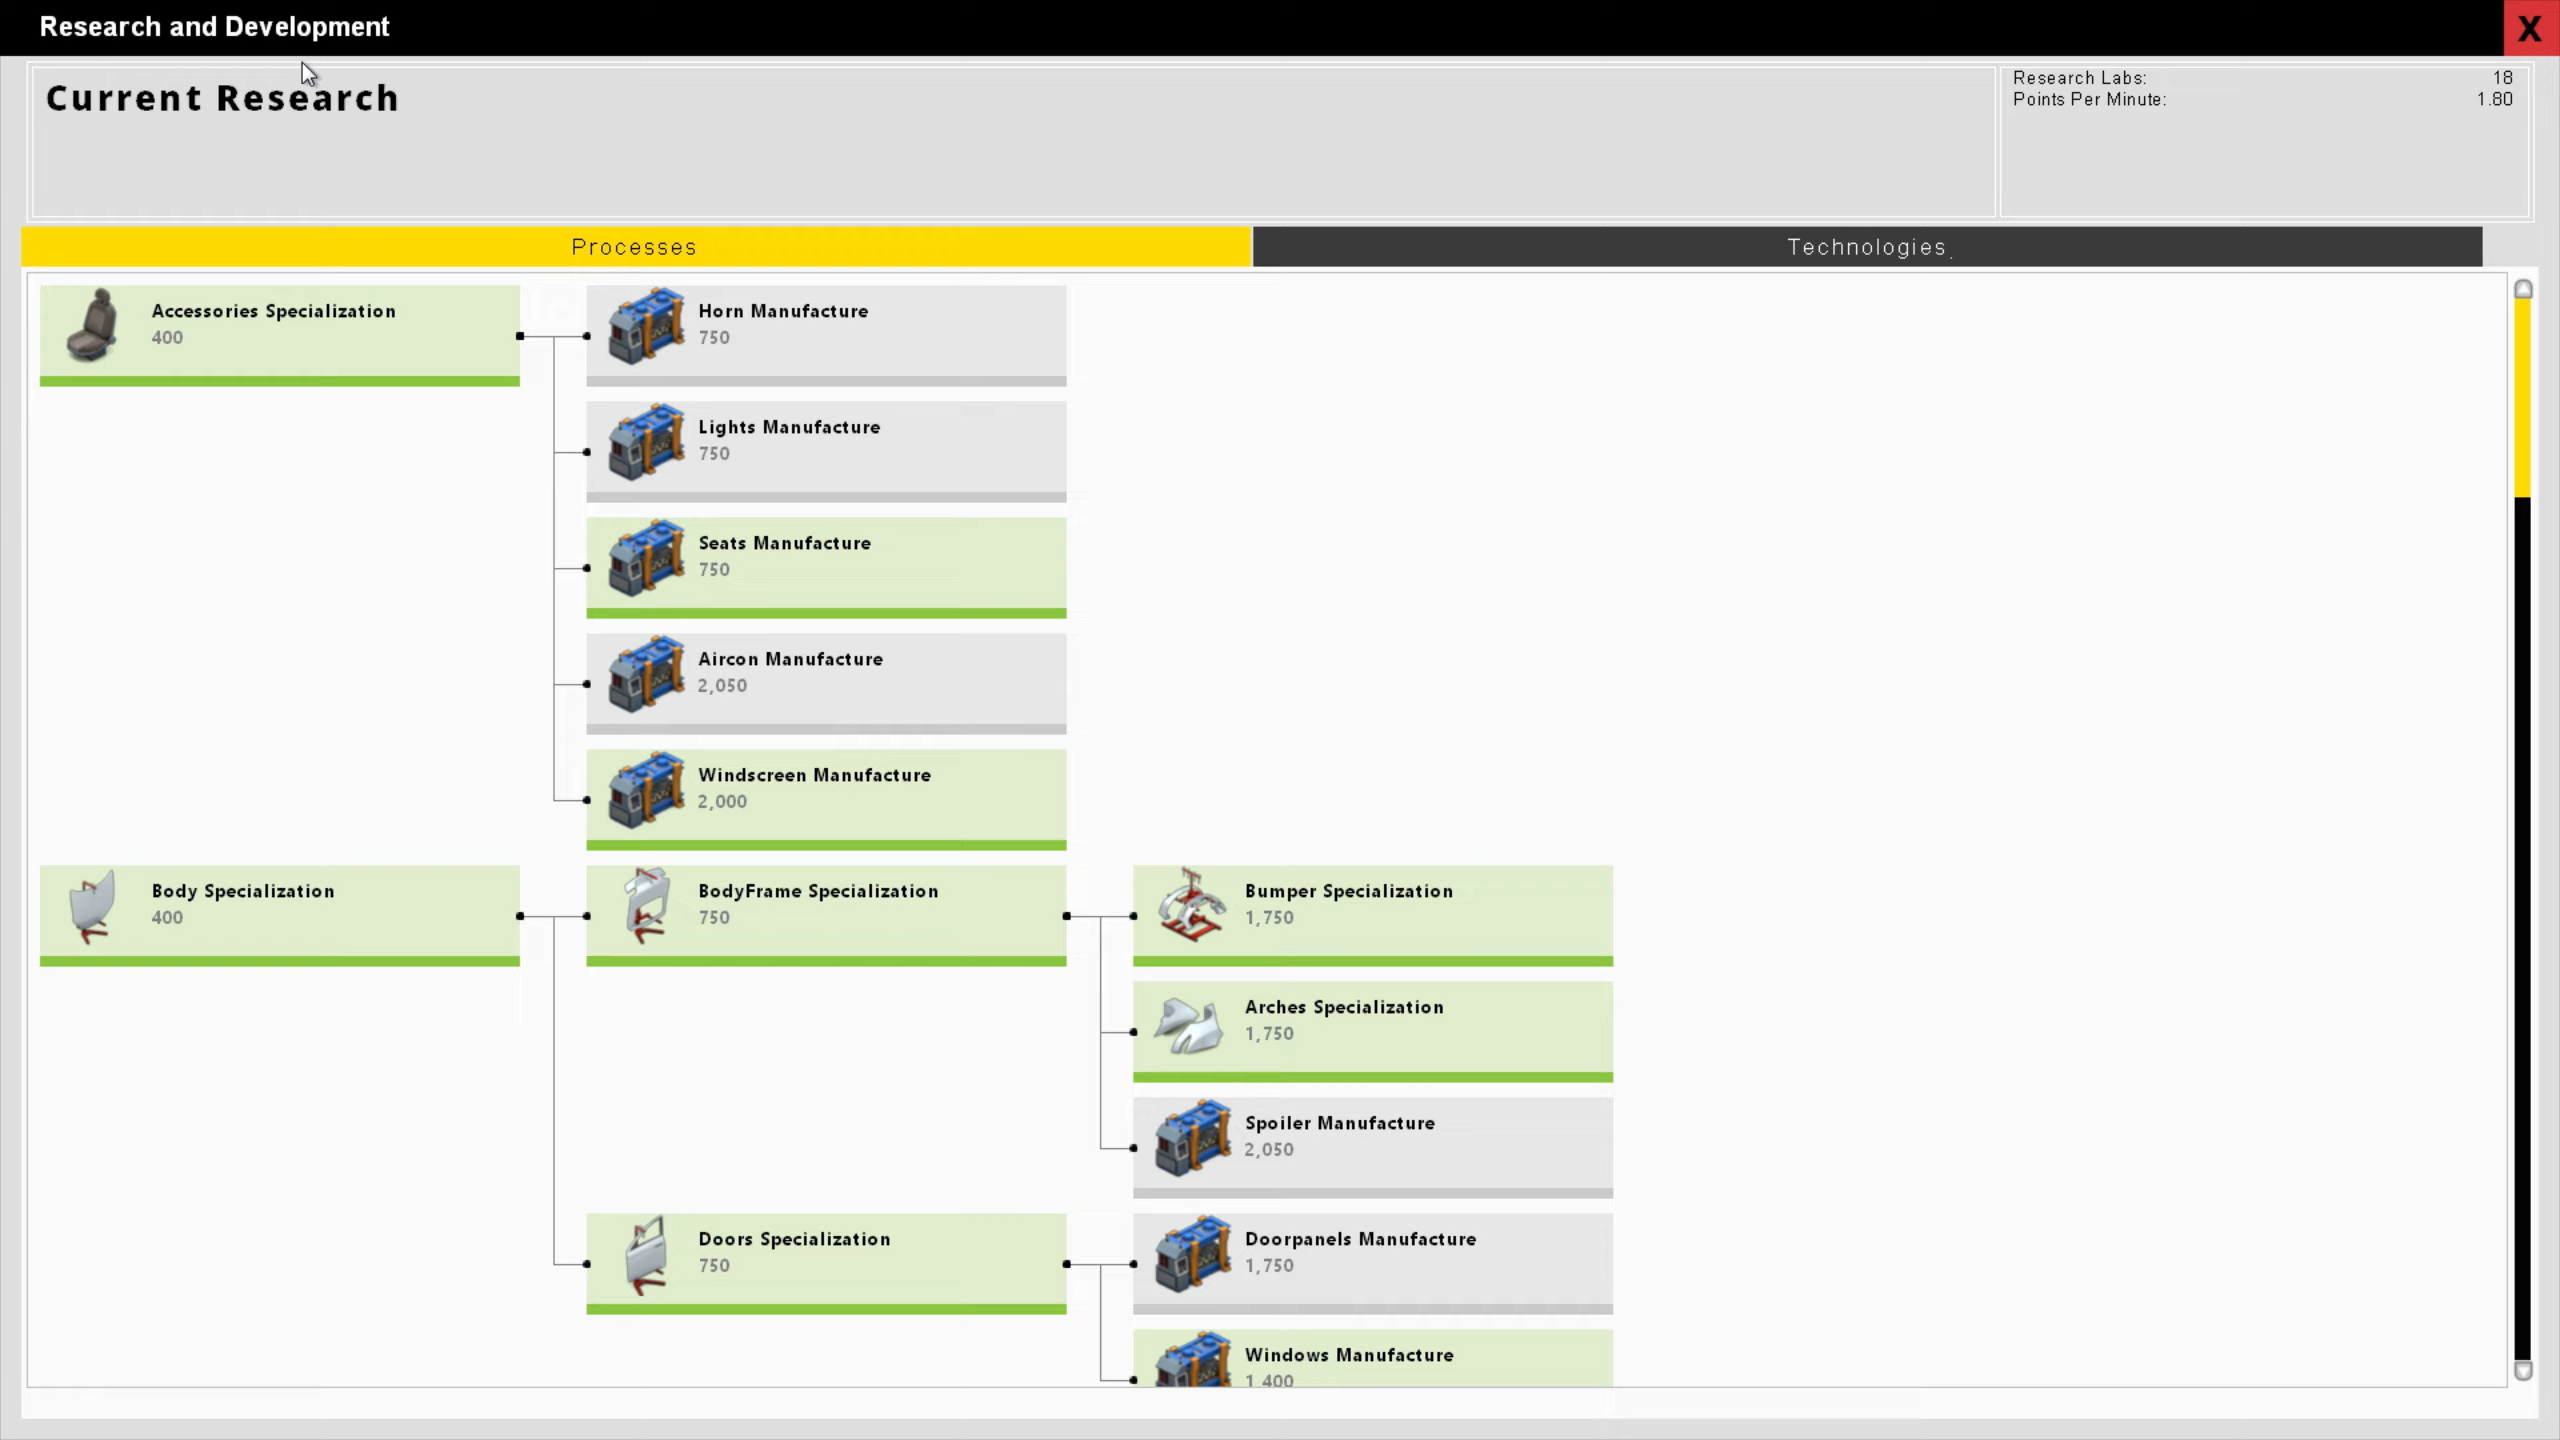 Research and Development
X
Current Research
Research Labs: 18
Points Per Minute: 1.80
Processes
Technologies
Accessories Specialization
400
Horn Manufacture
750
Lights Manufacture
750
Seats Manufacture
750
Aircon Manufacture
2,050
Windscreen Manufacture
2,000
Body Specialization
400
BodyFrame Specialization
750
Bumper Specialization
1,750
Arches Specialization
1,750
Spoiler Manufacture
2,050
Doors Specialization
750
Doorpanels Manufacture
1,750
Windows Manufacture
1,400